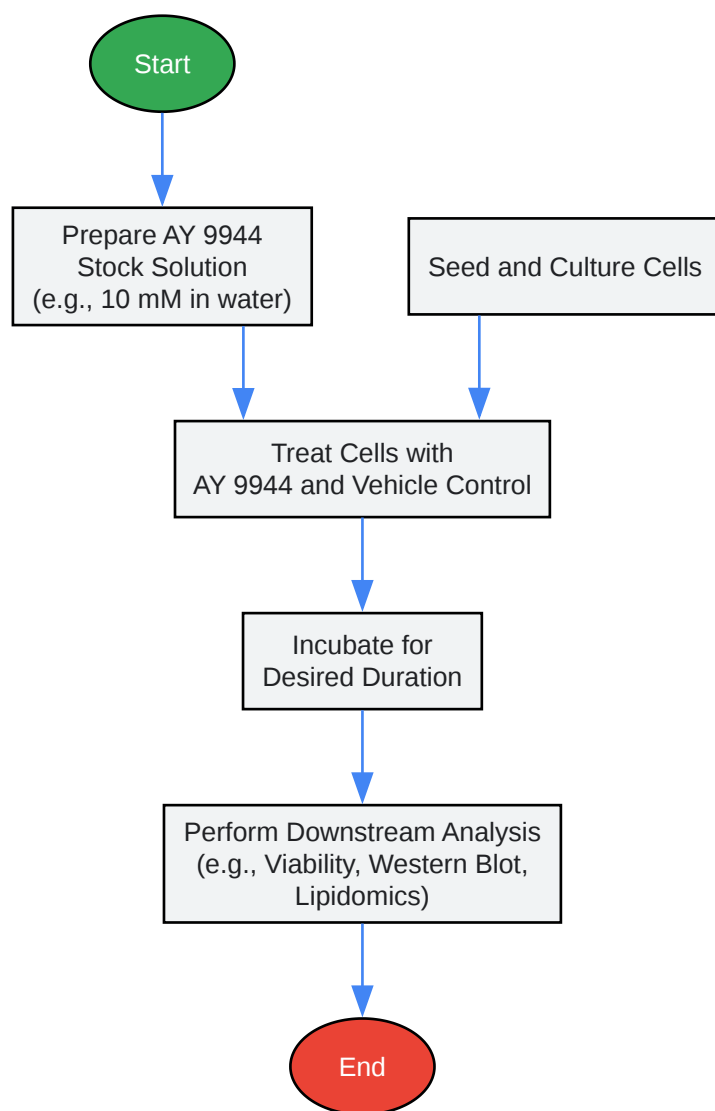 Start
Prepare AY 9944
Stock Solution
(e.g., 10 mM in water)
Seed and Culture Cells
Treat Cells with
AY 9944 and Vehicle Control
Incubate for
Desired Duration
Perform Downstream Analysis
(e.g., Viability, Western Blot,
Lipidomics)
End